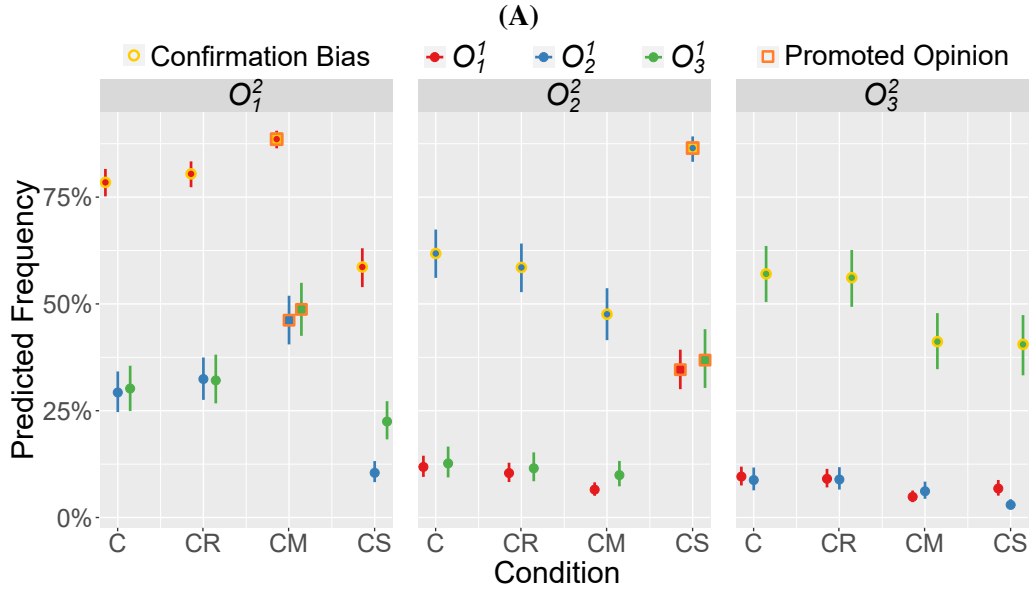 (A)
Confirmation Bias O₁¹ O₂¹ O₃¹ Promoted Opinion
O₁² O₂² O₃²
Predicted Frequency
75%
50%
25%
0%
C CR CM CS C CR CM CS C CR CM CS
Condition